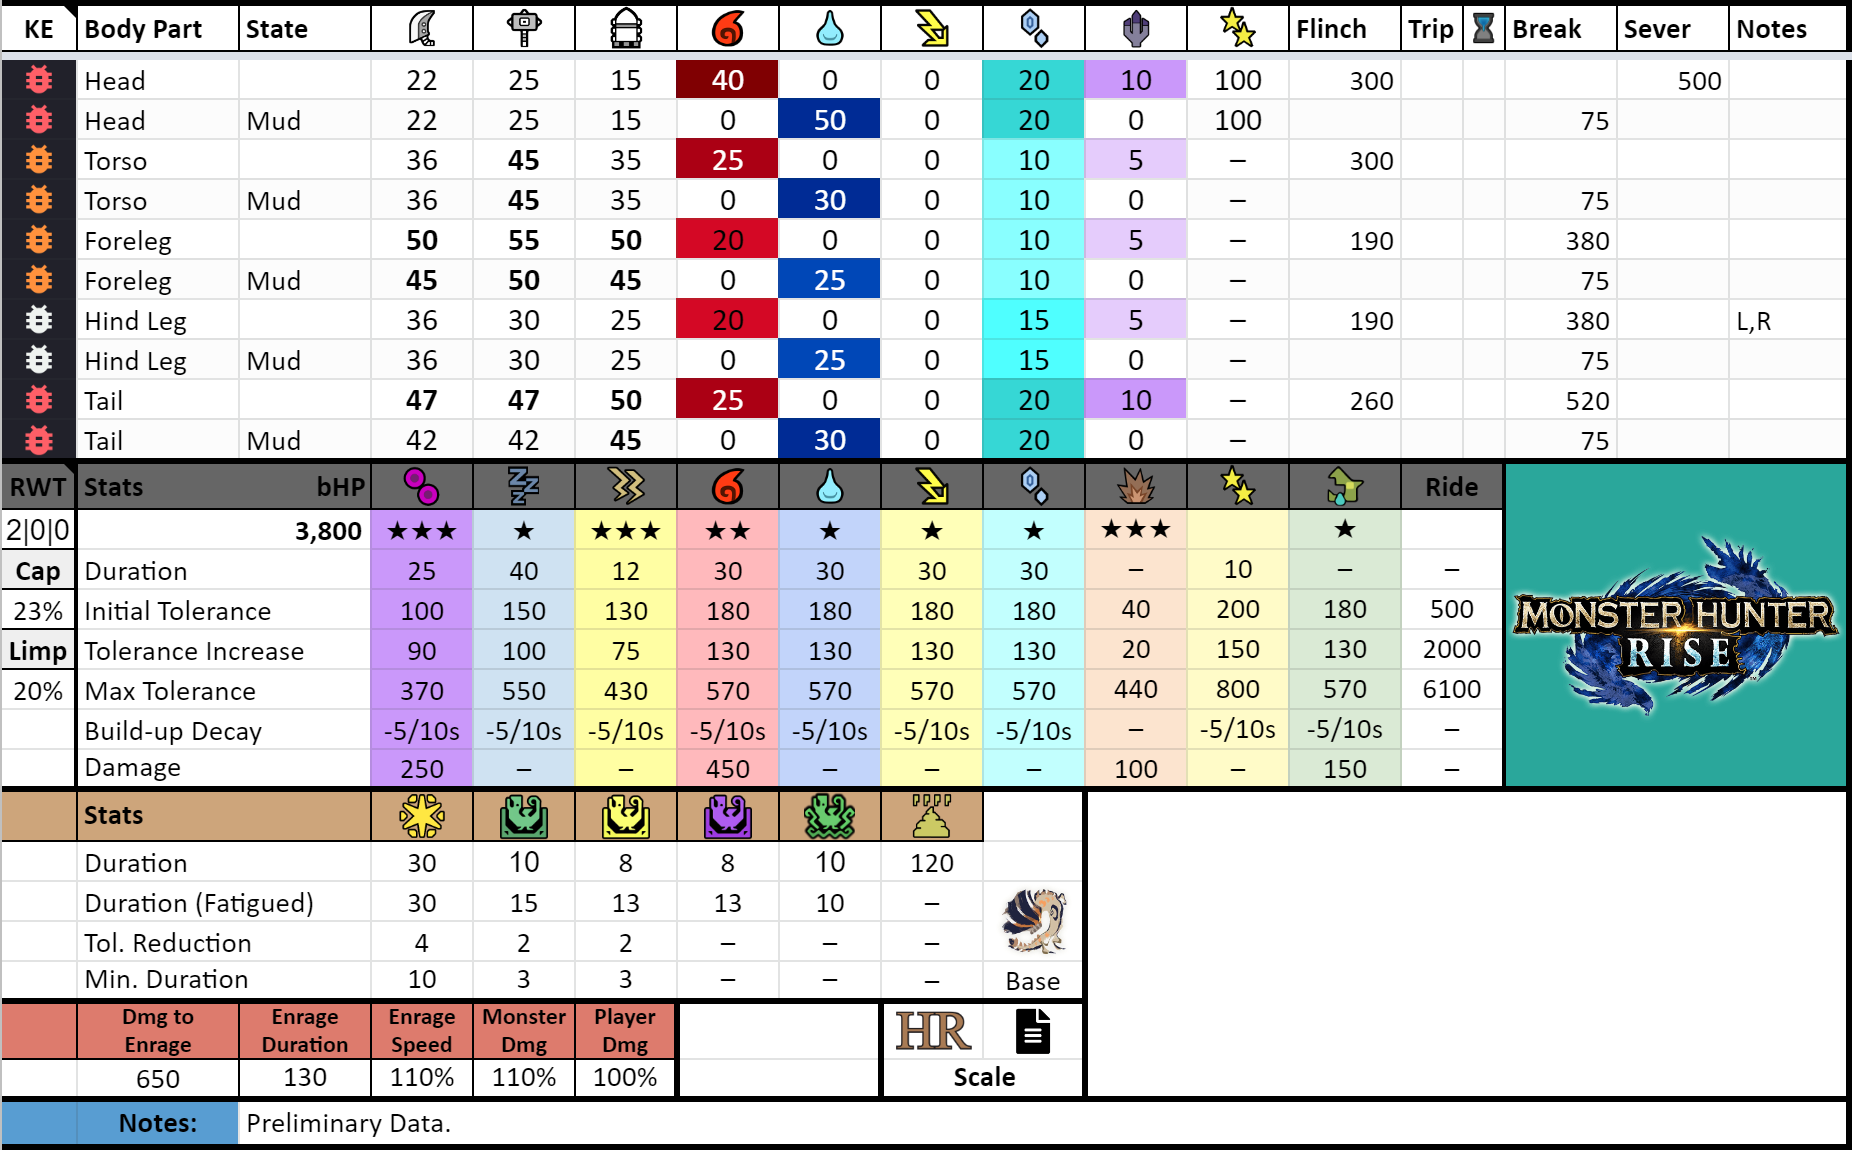 KE Body Part State Flinch Trip Break Sever Notes
Head 22 25 15 40 0 0 20 10 100 300 500
Head Mud 22 25 15 0 50 0 20 0 100 75
Torso 36 45 35 25 0 0 10 5 – 300
Torso Mud 36 45 35 0 30 0 10 0 – 75
Foreleg 50 55 50 20 0 0 10 5 – 190 380
Foreleg Mud 45 50 45 0 25 0 10 0 – 75
Hind Leg 36 30 25 20 0 0 15 5 – 190 380 L,R
Hind Leg Mud 36 30 25 0 25 0 15 0 – 75
Tail 47 47 50 25 0 0 20 10 – 260 520
Tail Mud 42 42 45 0 30 0 20 0 – 75
RWT Stats bHP Ride
2|0|0 3,800 ★★★ ★ ★★★ ★★ ★ ★ ★ ★★★ ★
Cap Duration 25 40 12 30 30 30 30 – 10 – –
23% Initial Tolerance 100 150 130 180 180 180 180 40 200 180 500
Limp Tolerance Increase 90 100 75 130 130 130 130 20 150 130 2000
20% Max Tolerance 370 550 430 570 570 570 570 440 800 570 6100
Build-up Decay -5/10s -5/10s -5/10s -5/10s -5/10s -5/10s -5/10s – -5/10s -5/10s –
Damage 250 – – 450 – – – 100 – 150 –
MONSTER HUNTER
RISE
Stats
Duration 30 10 8 8 10 120
Duration (Fatigued) 30 15 13 13 10 –
Tol. Reduction 4 2 2 – – –
Min. Duration 10 3 3 – – – Base
Dmg to Enrage Enrage Duration Enrage Speed Monster Dmg Player Dmg HR
650 130 110% 110% 100% Scale
Notes: Preliminary Data.